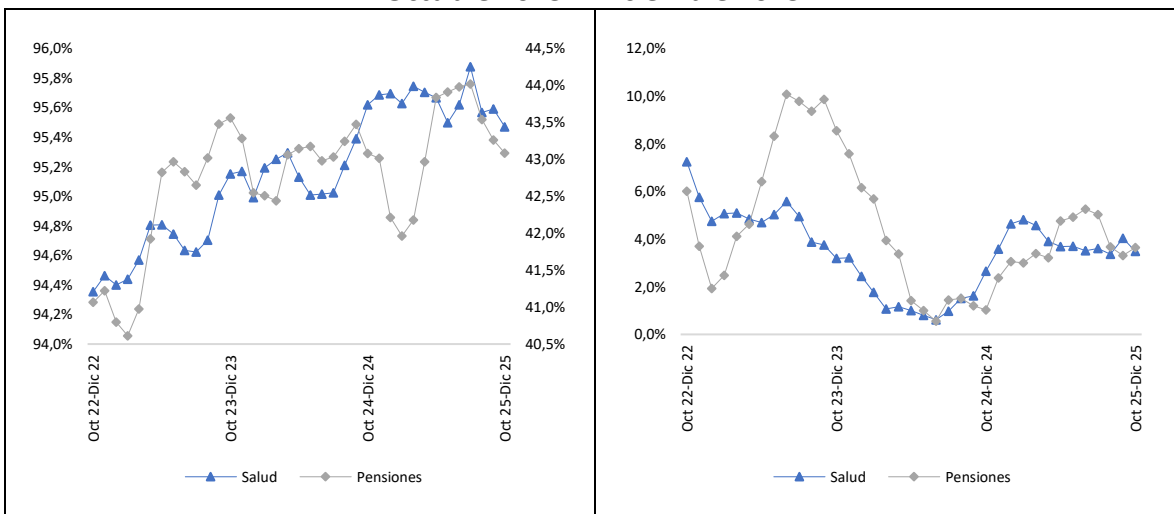 96,0%
95,8%
95,6%
95,4%
95,2%
95,0%
94,8%
94,6%
94,4%
94,2%
94,0%
44,5%
44,0%
43,5%
43,0%
42,5%
42,0%
41,5%
41,0%
40,5%
Oct 22-Dic 22
Oct 23-Dic 23
Oct 24-Dic 24
Oct 25-Dic 25
Salud
Pensiones
12,0%
10,0%
8,0%
6,0%
4,0%
2,0%
0,0%
Oct 22-Dic 22
Oct 23-Dic 23
Oct 24-Dic 24
Oct 25-Dic 25
Salud
Pensiones